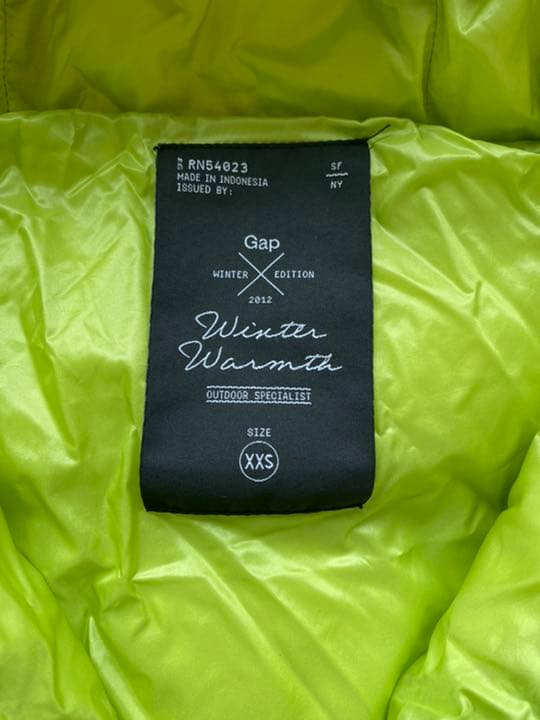 RN54023
MADE IN INDONESIA
ISSUED BY:
SF
NY
Gap
WINTER EDITION
2012
Winter
Warmth
OUTDOOR SPECIALIST
SIZE
XXS